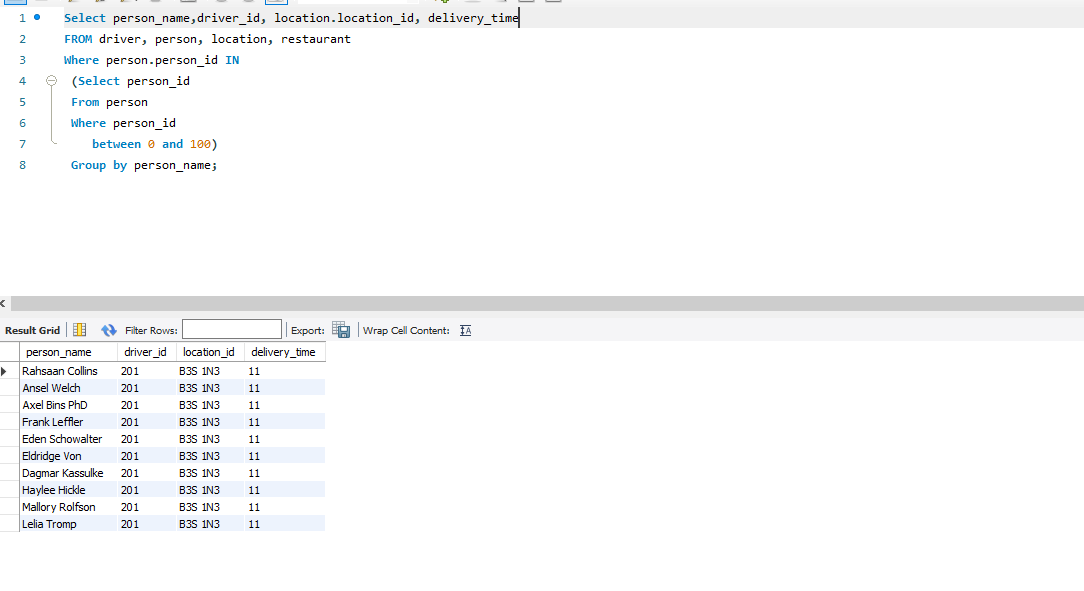 1 Select person_name,driver_id, location.location_id, delivery_time
2 FROM driver, person, location, restaurant
3 Where person.person_id IN
4 (Select person_id
5 From person
6 Where person_id
7 between 0 and 100)
8 Group by person_name;
Result Grid Filter Rows: Export: Wrap Cell Content: IA
person_name driver_id location_id delivery_time
Rahsaan Collins 201 B3S 1N3 11
Ansel Welch 201 B3S 1N3 11
Axel Bins PhD 201 B3S 1N3 11
Frank Leffler 201 B3S 1N3 11
Eden Schowalter 201 B3S 1N3 11
Eldridge Von 201 B3S 1N3 11
Dagmar Kassulke 201 B3S 1N3 11
Haylee Hickle 201 B3S 1N3 11
Mallory Rolfson 201 B3S 1N3 11
Lelia Tromp 201 B3S 1N3 11